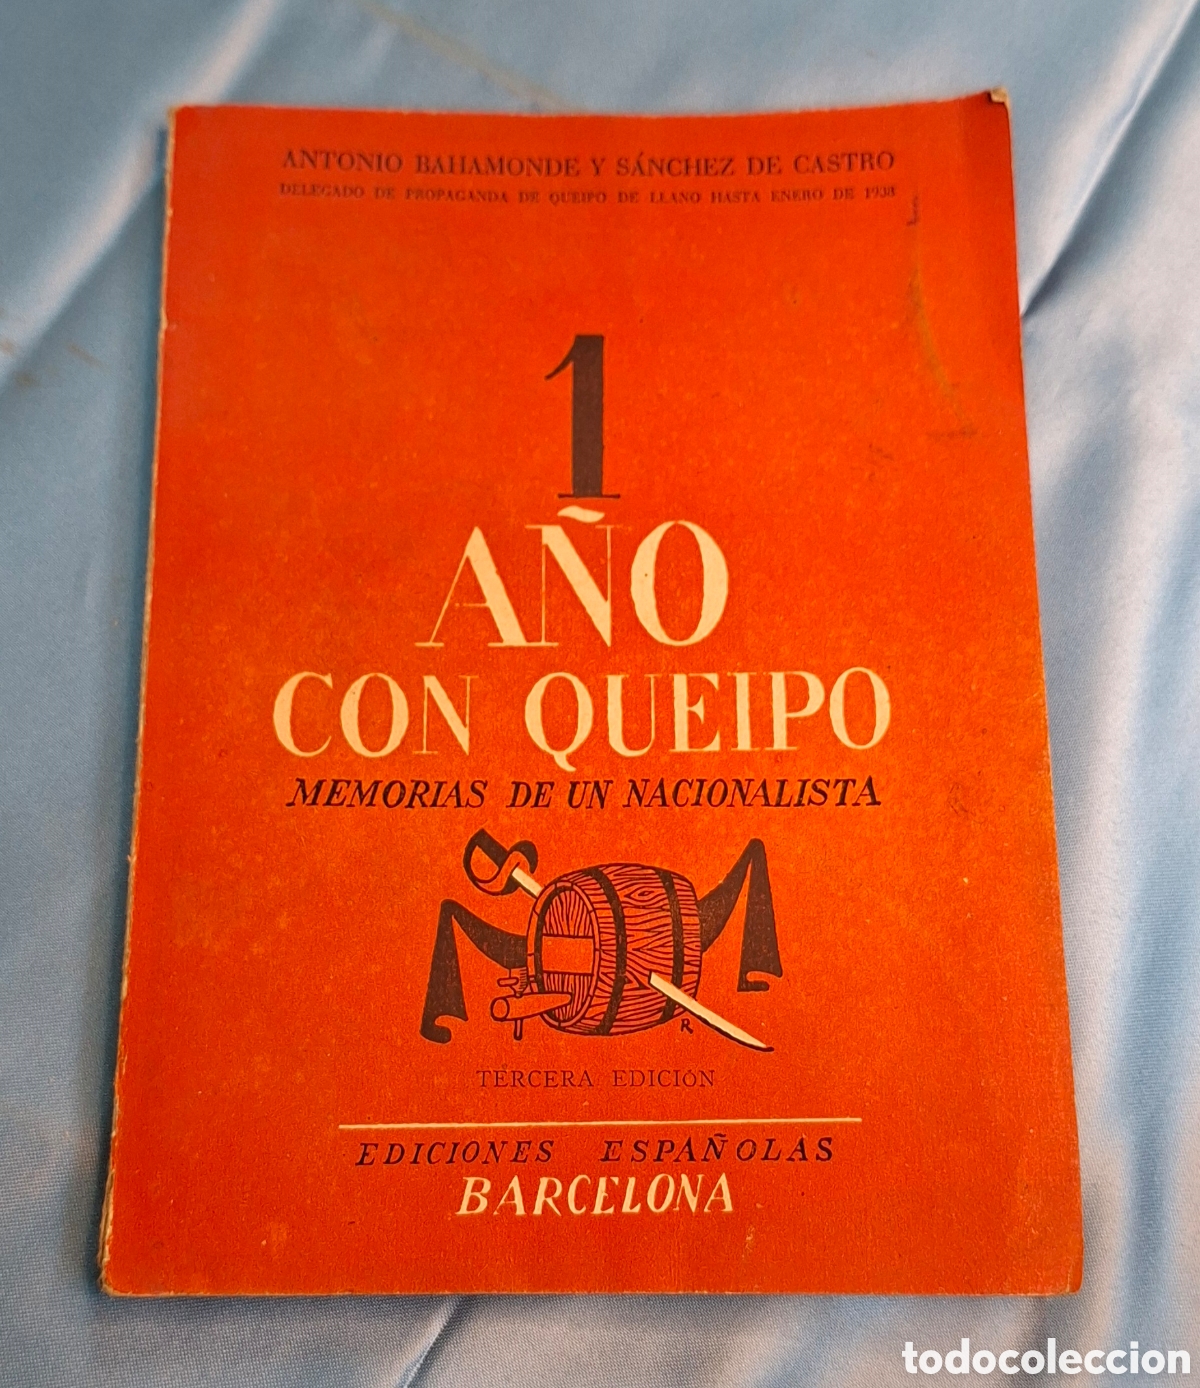 ANTONIO BAHAMONDE Y SÁNCHEZ DE CASTRO
DELEGADO DE PROPAGANDA DE QUEIPO DE LLANO HASTA ENERO DE 1938
1
AÑO
CON QUEIPO
MEMORIAS DE UN NACIONALISTA
R
TERCERA EDICIÓN
EDICIONES ESPAÑOLAS
BARCELONA
todocoleccion